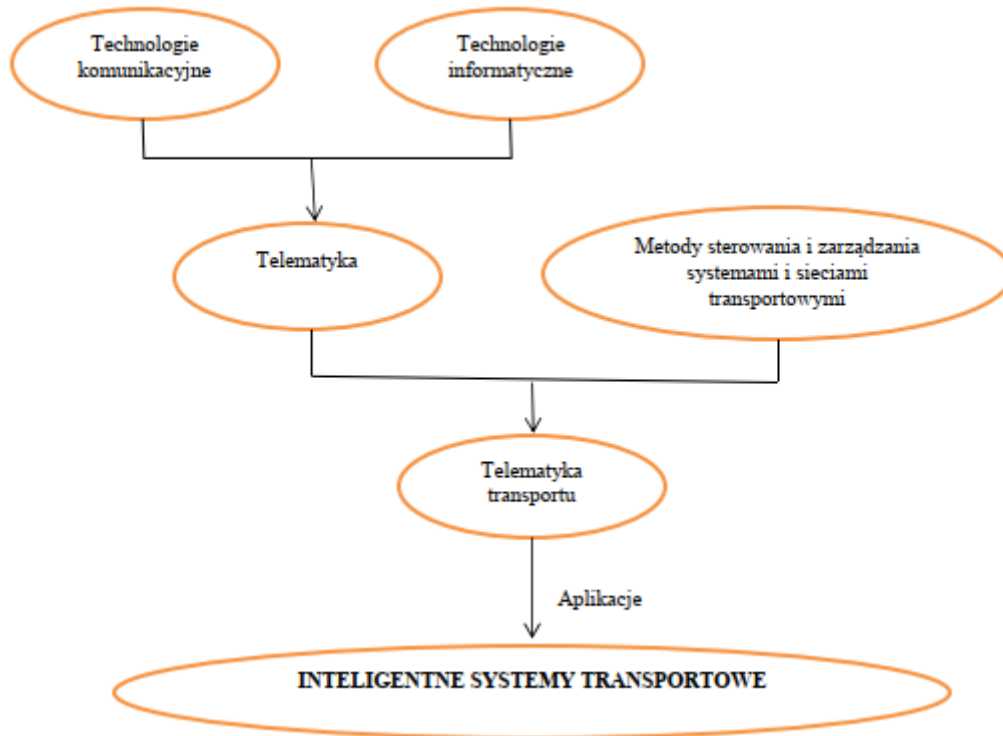 Technologie
komunikacyjne
Technologie
informatyczne
Telematyka
Metody sterowania i zarządzania
systemami i sieciami
transportowymi
Telematyka
transportu
Aplikacje
INTELIGENTNE SYSTEMY TRANSPORTOWE